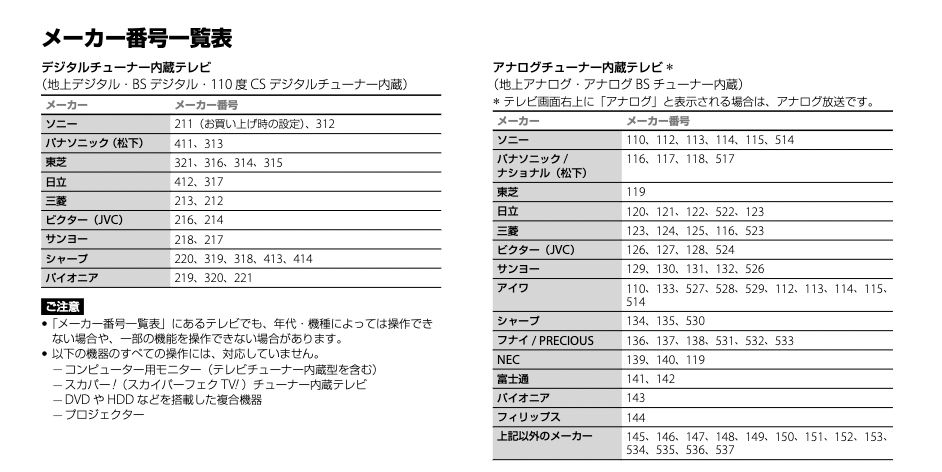 メーカー番号一覧表
デジタルチューナー内蔵テレビ
（地上デジタル・BS デジタル・110 度 CS デジタルチューナー内蔵）
メーカー　メーカー番号
ソニー　211（お買い上げ時の設定）、312
パナソニック（松下）　411、313
東芝　321、316、314、315
日立　412、317
三菱　213、212
ビクター（JVC）　216、214
サンヨー　218、217
シャープ　220、319、318、413、414
パイオニア　219、320、221
ご注意
•「メーカー番号一覧表」にあるテレビでも、年代・機種によっては操作でき
ない場合や、一部の機能を操作できない場合があります。
• 以下の機器のすべての操作には、対応していません。
— コンピューター用モニター（テレビチューナー内蔵型を含む）
— スカパー！（スカイパーフェク TV!）チューナー内蔵テレビ
— DVD や HDD などを搭載した複合機器
— プロジェクター
アナログチューナー内蔵テレビ＊
（地上アナログ・アナログ BS チューナー内蔵）
＊ テレビ画面右上に「アナログ」と表示される場合は、アナログ放送です。
メーカー　メーカー番号
ソニー　110、112、113、114、115、514
パナソニック /　116、117、118、517
ナショナル（松下）
東芝　119
日立　120、121、122、522、123
三菱　123、124、125、116、523
ビクター（JVC）　126、127、128、524
サンヨー　129、130、131、132、526
アイワ　110、133、527、528、529、112、113、114、115、
514
シャープ　134、135、530
フナイ / PRECIOUS　136、137、138、531、532、533
NEC　139、140、119
富士通　141、142
パイオニア　143
フィリップス　144
上記以外のメーカー　145、146、147、148、149、150、151、152、153、
534、535、536、537